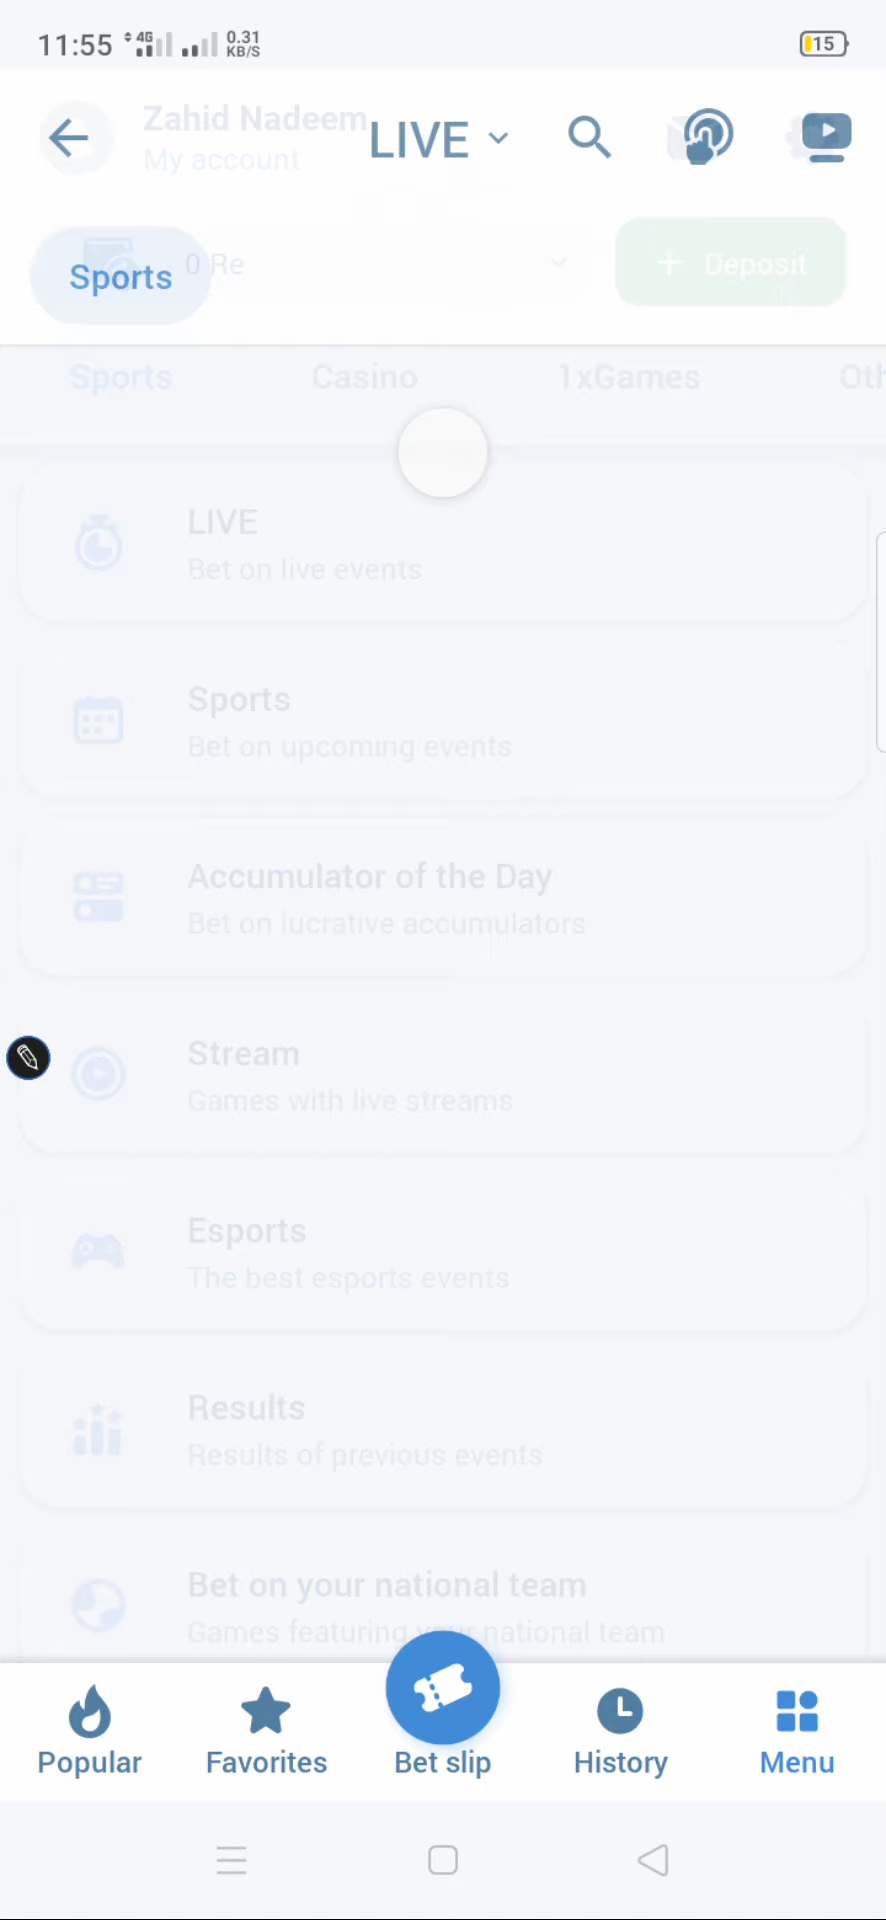 11:55 4G 0.31 KB/S 15
Zahid Nadeem
My account
LIVE
0 Re
Deposit
Sports
Sports Casino 1xGames Oth
LIVE
Bet on live events
Sports
Bet on upcoming events
Accumulator of the Day
Bet on lucrative accumulators
Stream
Games with live streams
Esports
The best esports events
Results
Results of previous events
Bet on your national team
Games featuring your national team
Popular Favorites Bet slip History Menu